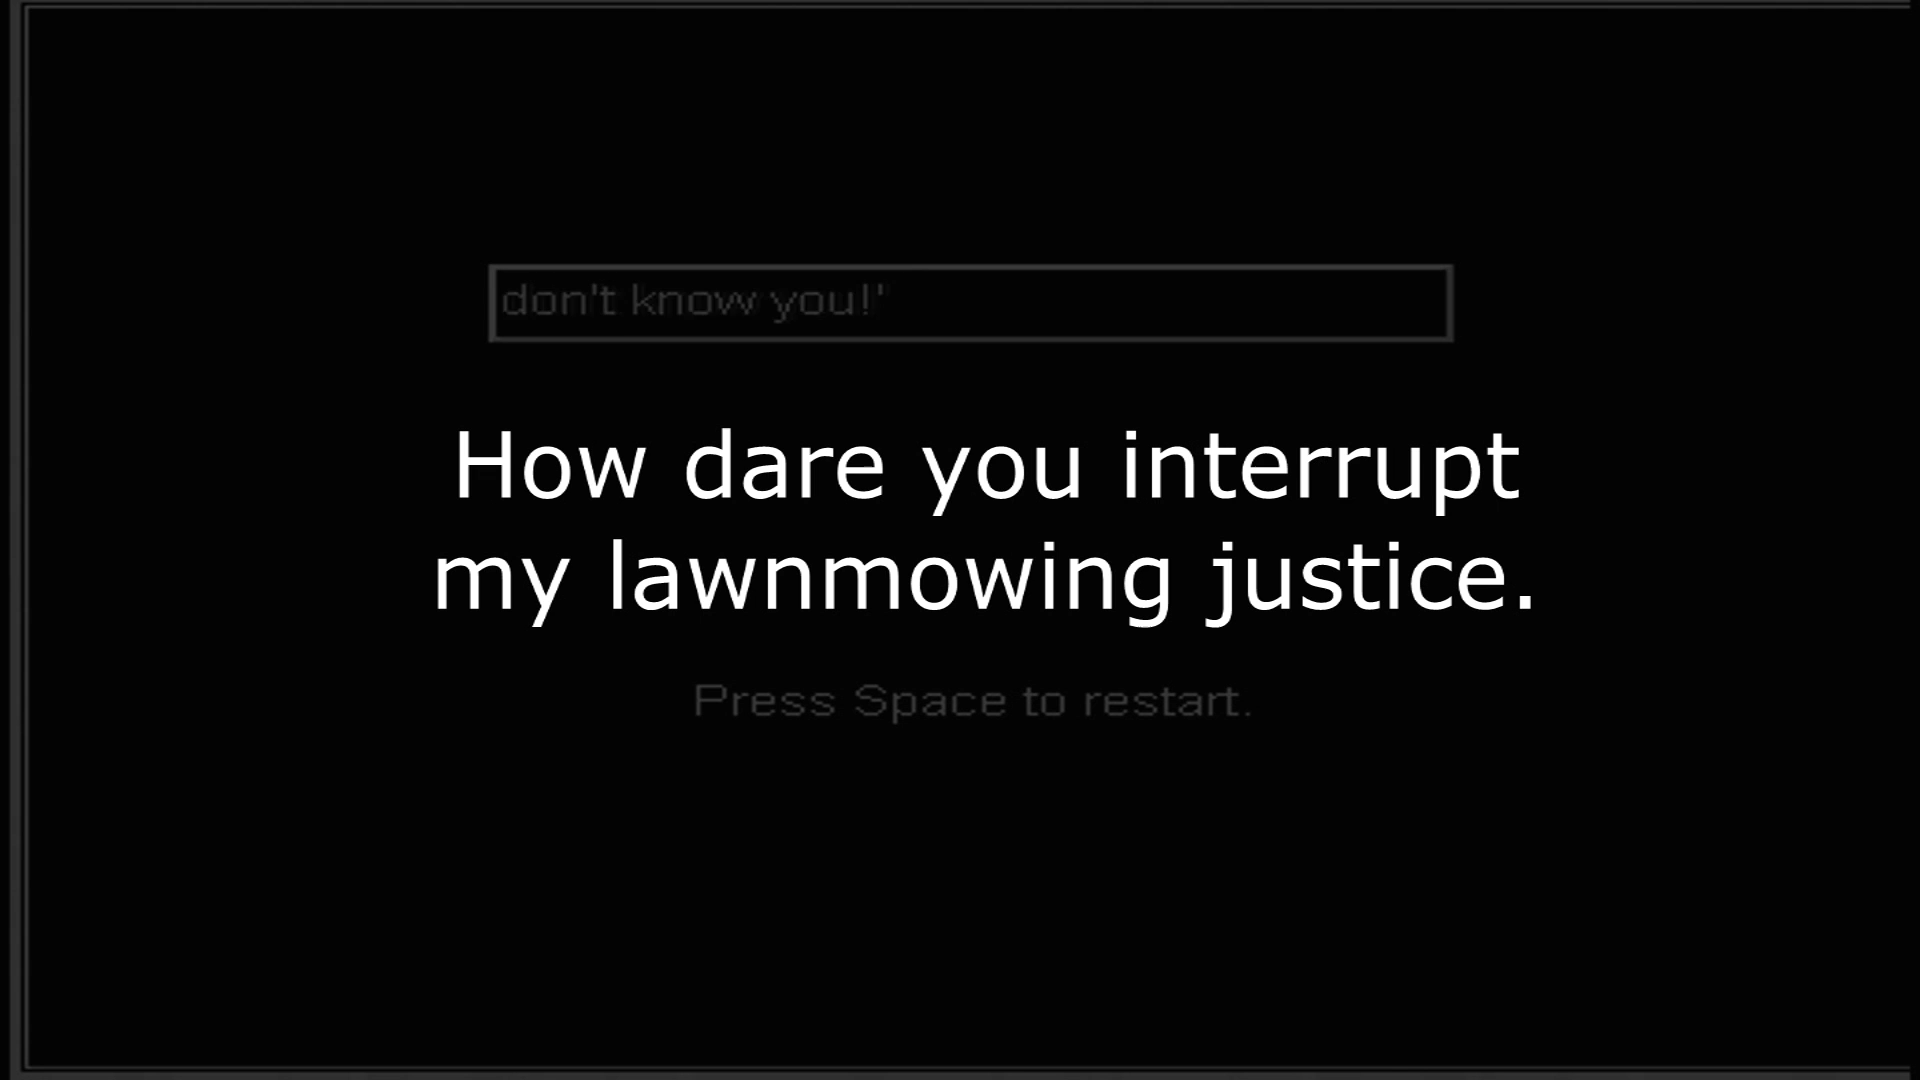 don't know you!'
How dare you interrupt
my lawnmowing justice.
Press Space to restart.